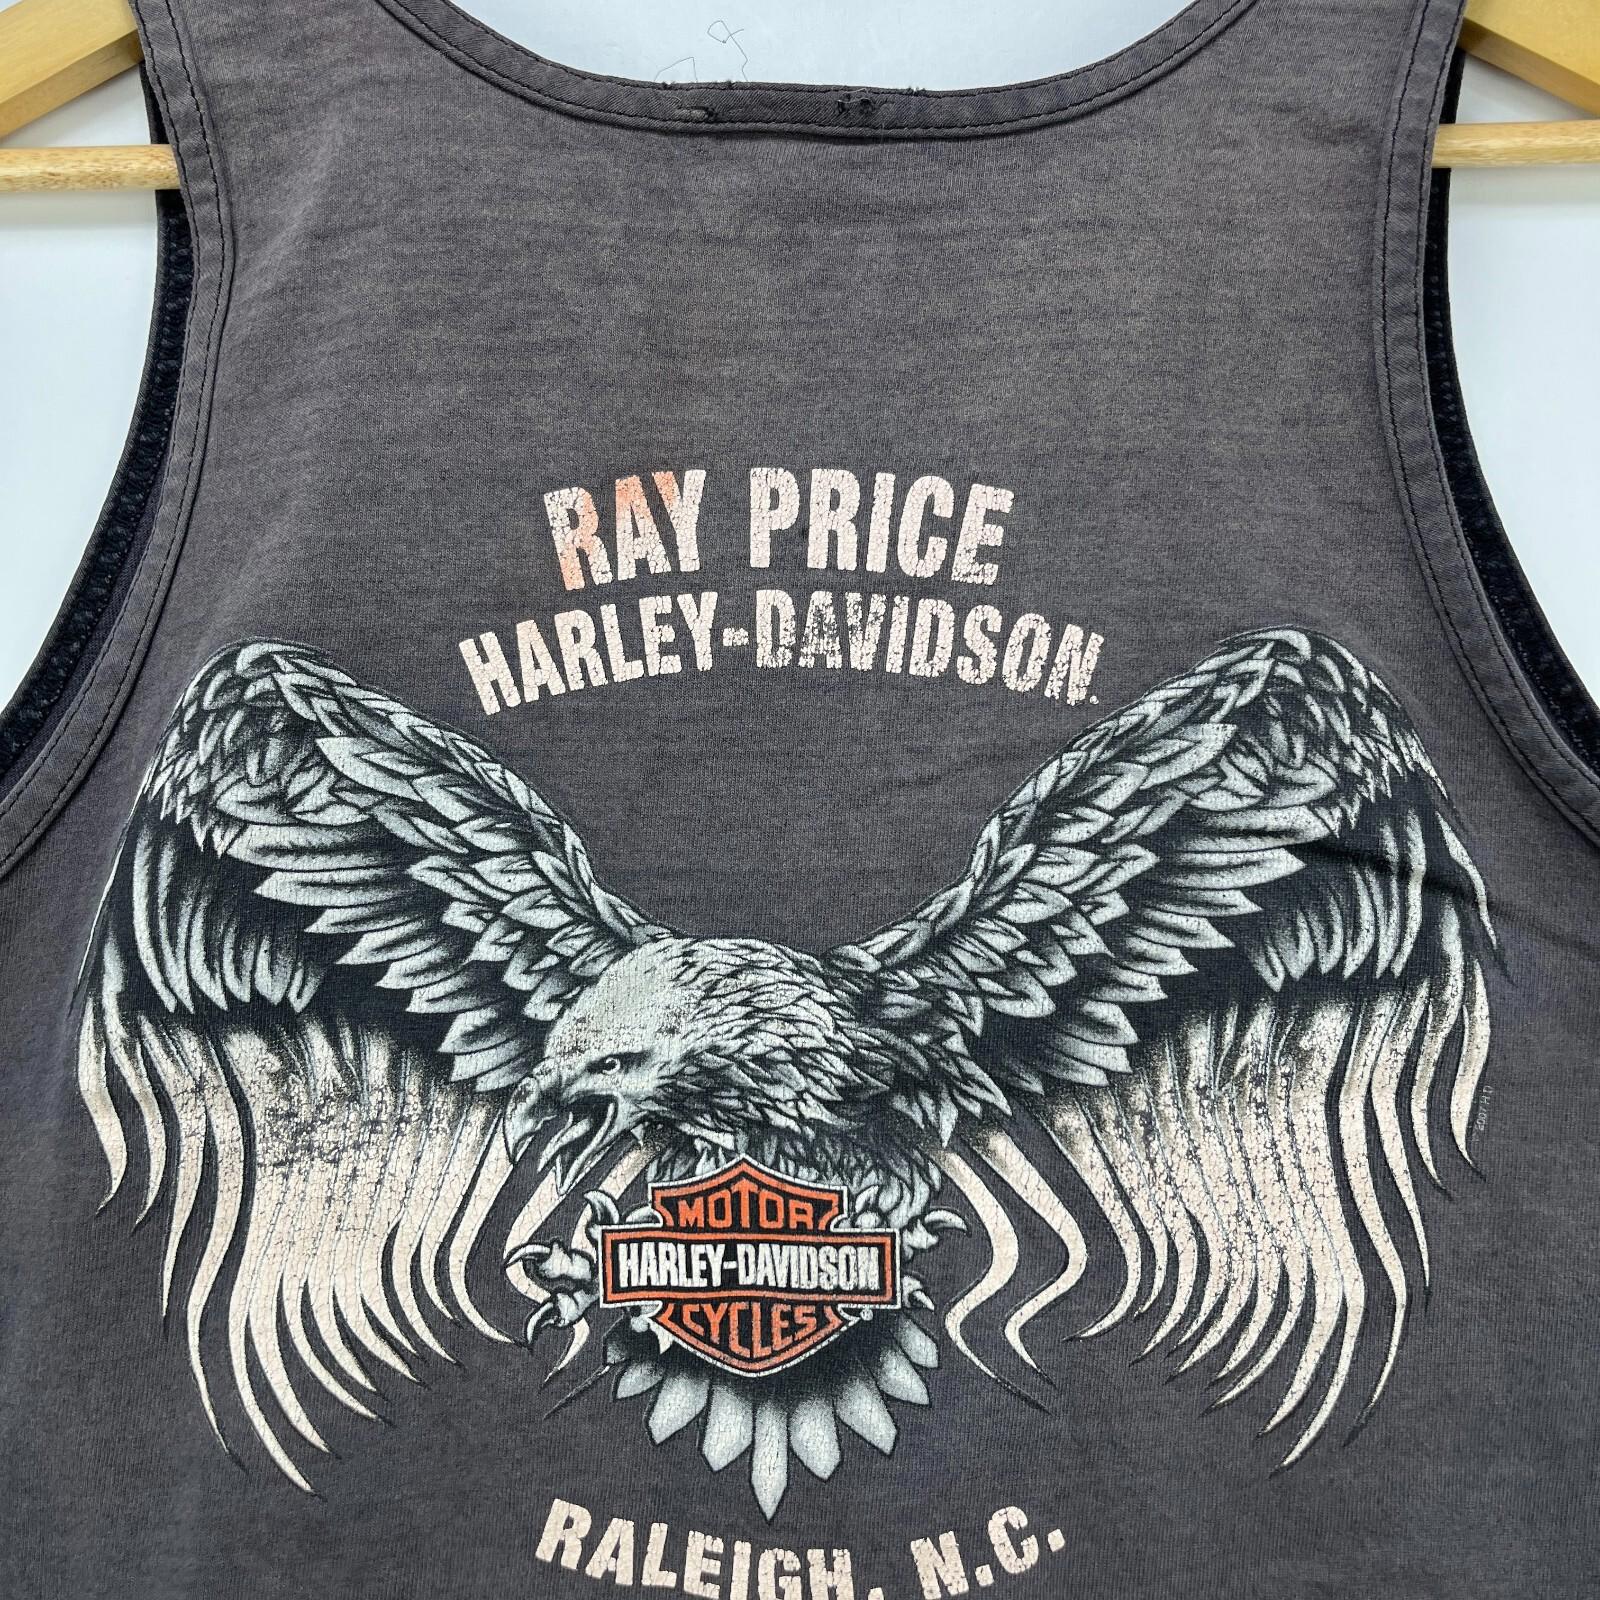 RAY PRICE
HARLEY-DAVIDSON.
MOTOR
HARLEY-DAVIDSON
CYCLES ®
RALEIGH, N.C.